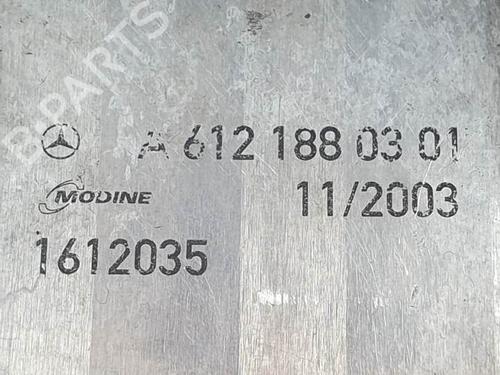 B-PARTS
A 612 188 03 01
MODINE 11/2003
1612035